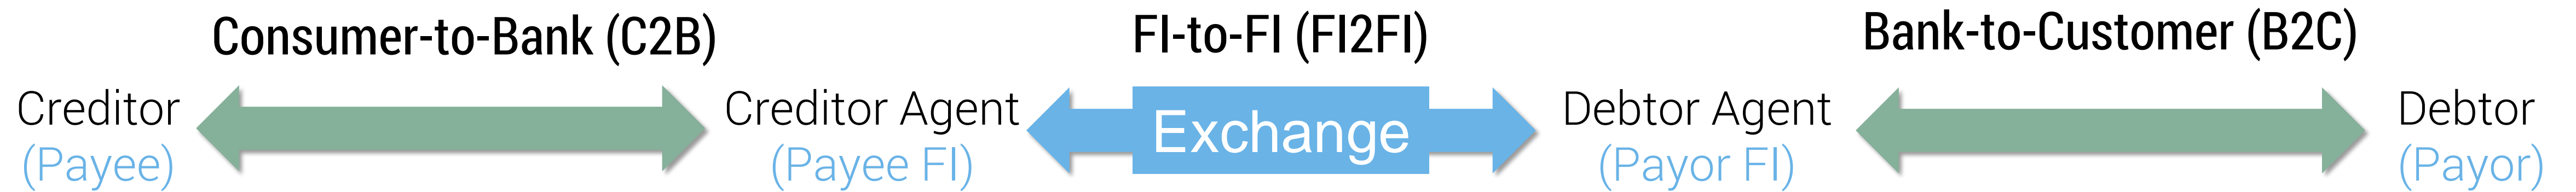 Consumer-to-Bank (C2B)
FI-to-FI (FI2FI)
Bank-to-Customer (B2C)
Creditor
(Payee)
Creditor Agent
(Payee FI)
Exchange
Debtor Agent
(Payor FI)
Debtor
(Payor)